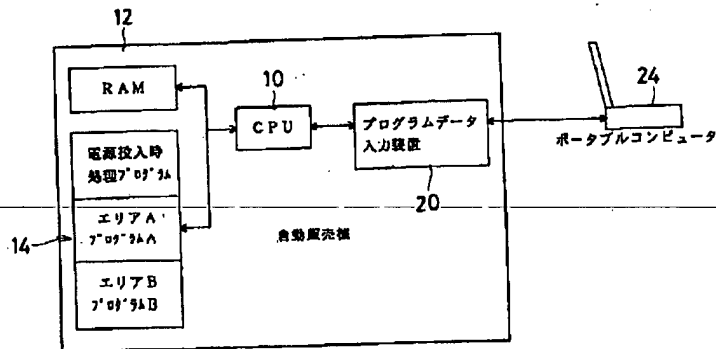 12
RAM
10
CPU
プログラムデータ
入力装置
20
24
ポータブルコンピュータ
電源投入時
処理プログラム
エリアA
プログラムA
14
エリアB
プログラムB
自動販売機